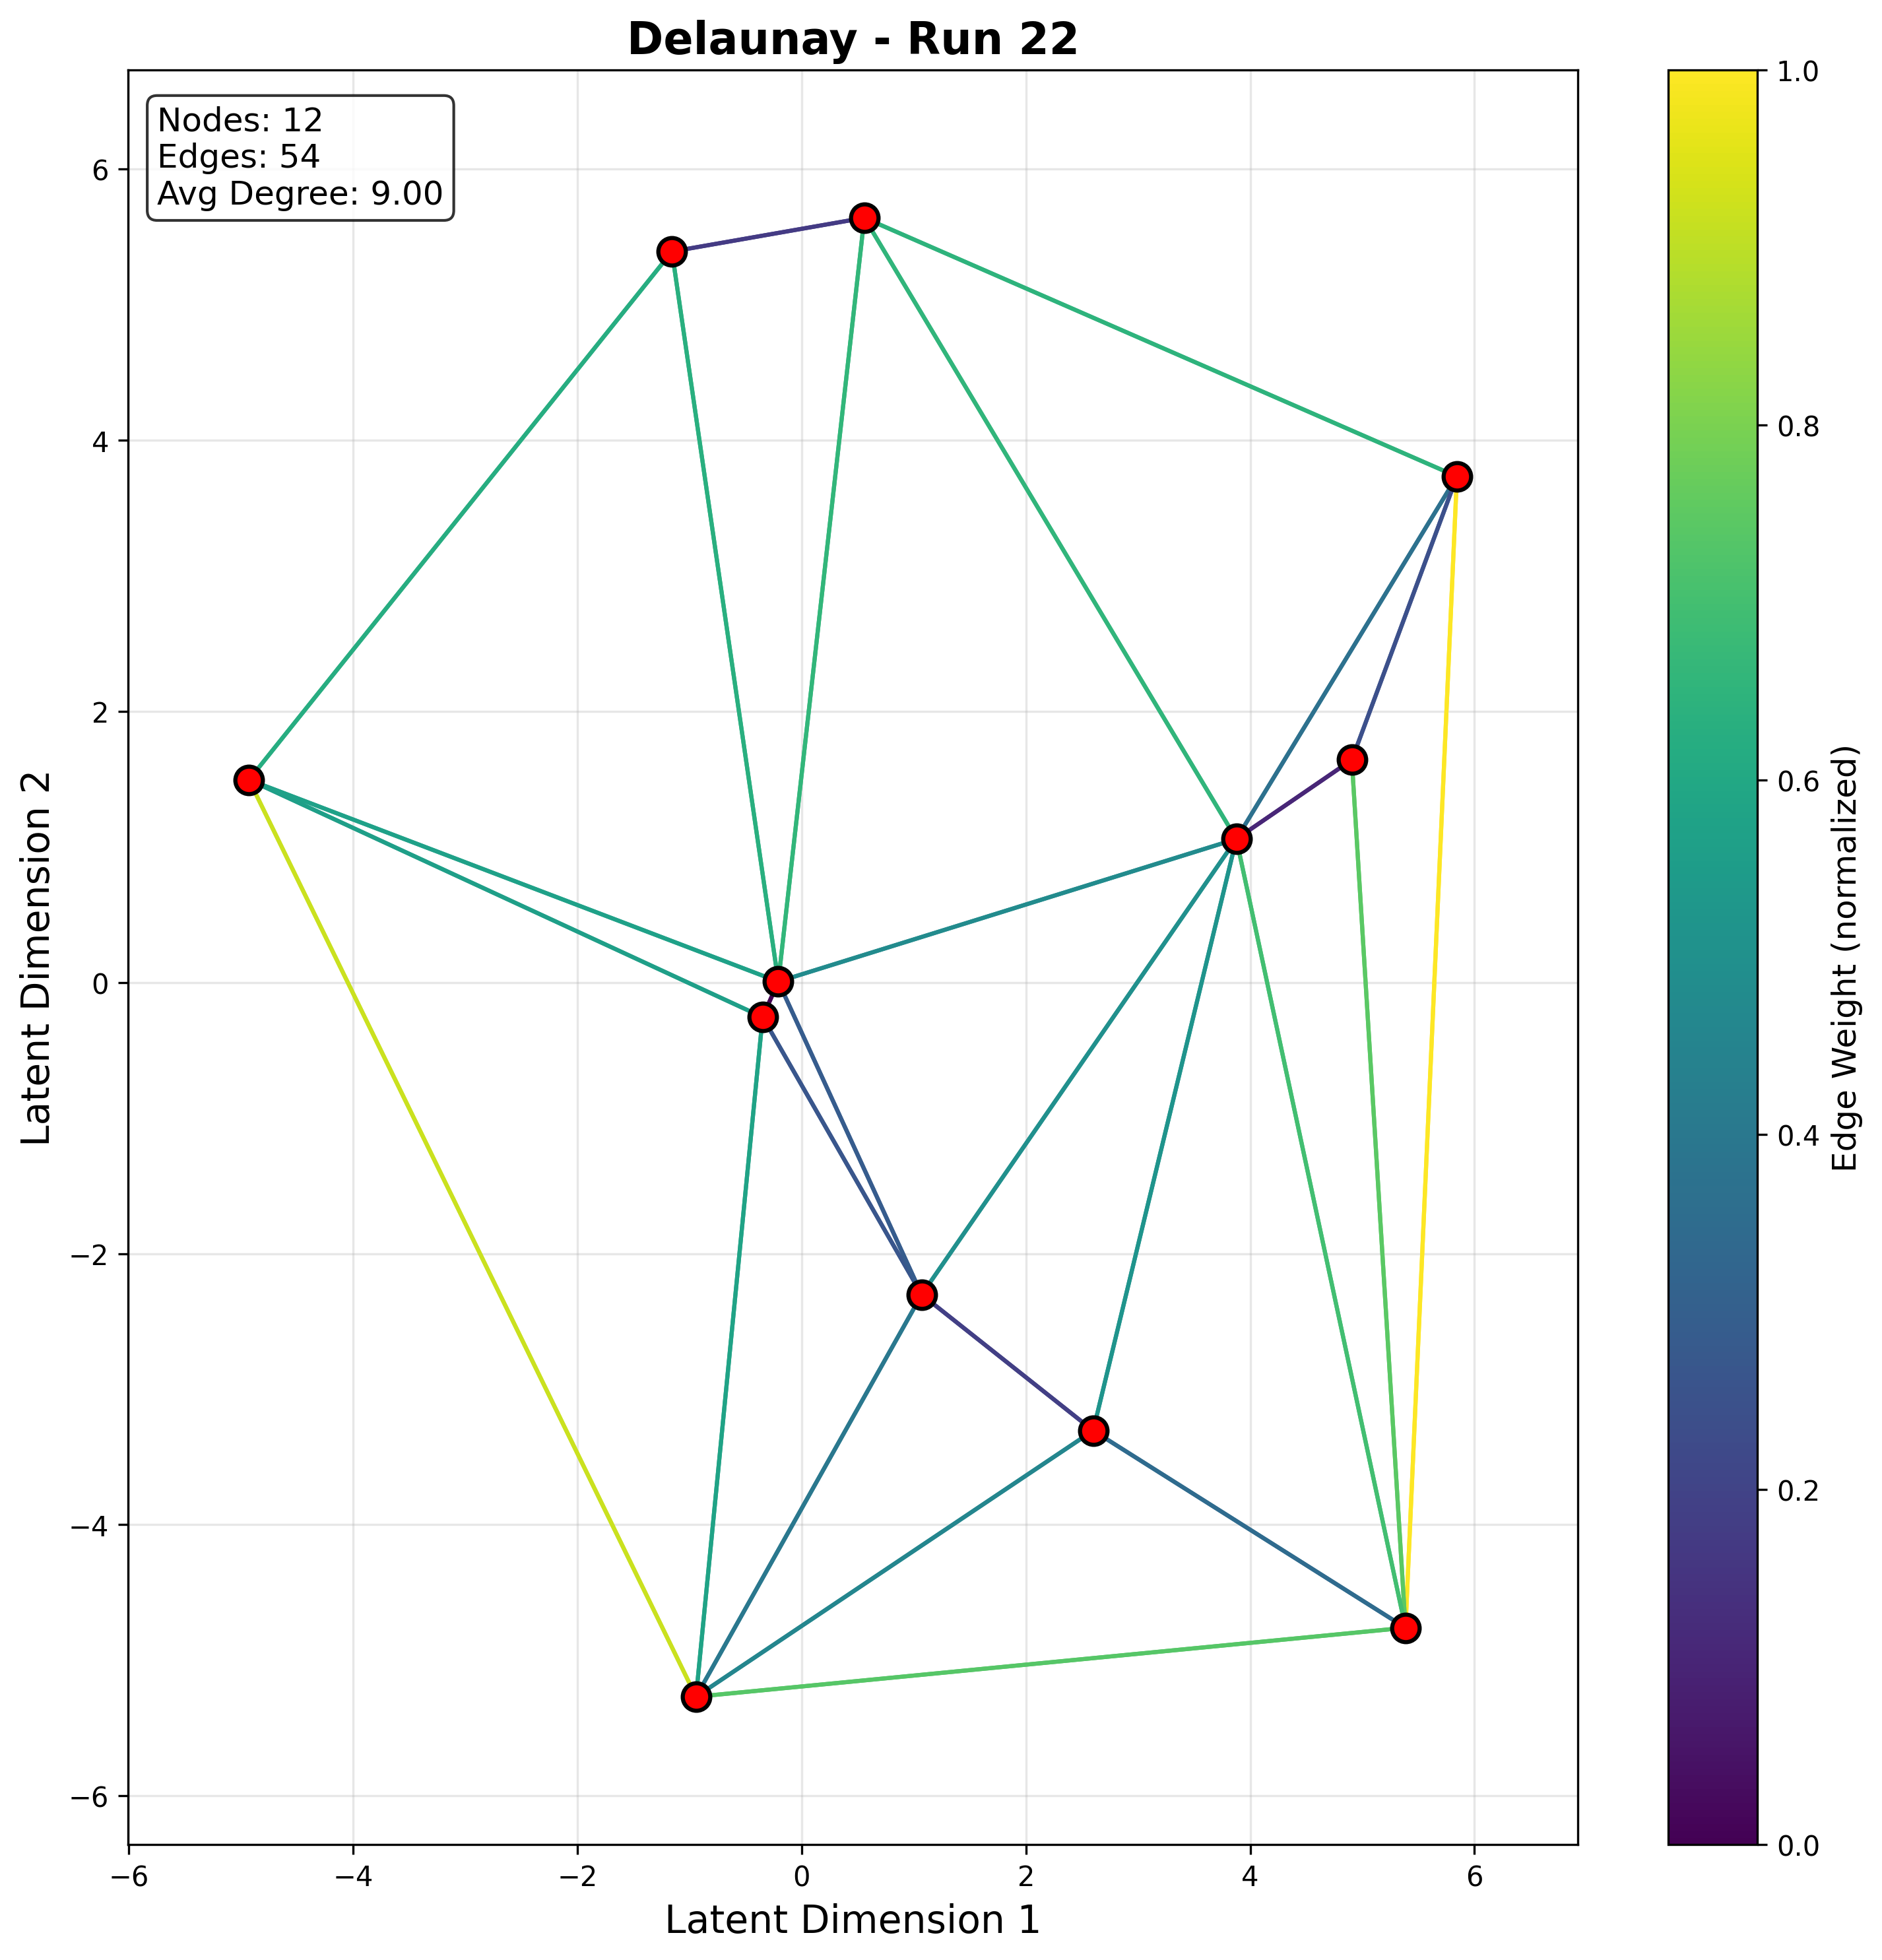 Delaunay - Run 22
Nodes: 12
Edges: 54
Avg Degree: 9.00
6
4
2
0
−2
−4
−6
Latent Dimension 2
−6
−4
−2
0
2
4
6
Latent Dimension 1
1.0
0.8
0.6
0.4
0.2
0.0
Edge Weight (normalized)